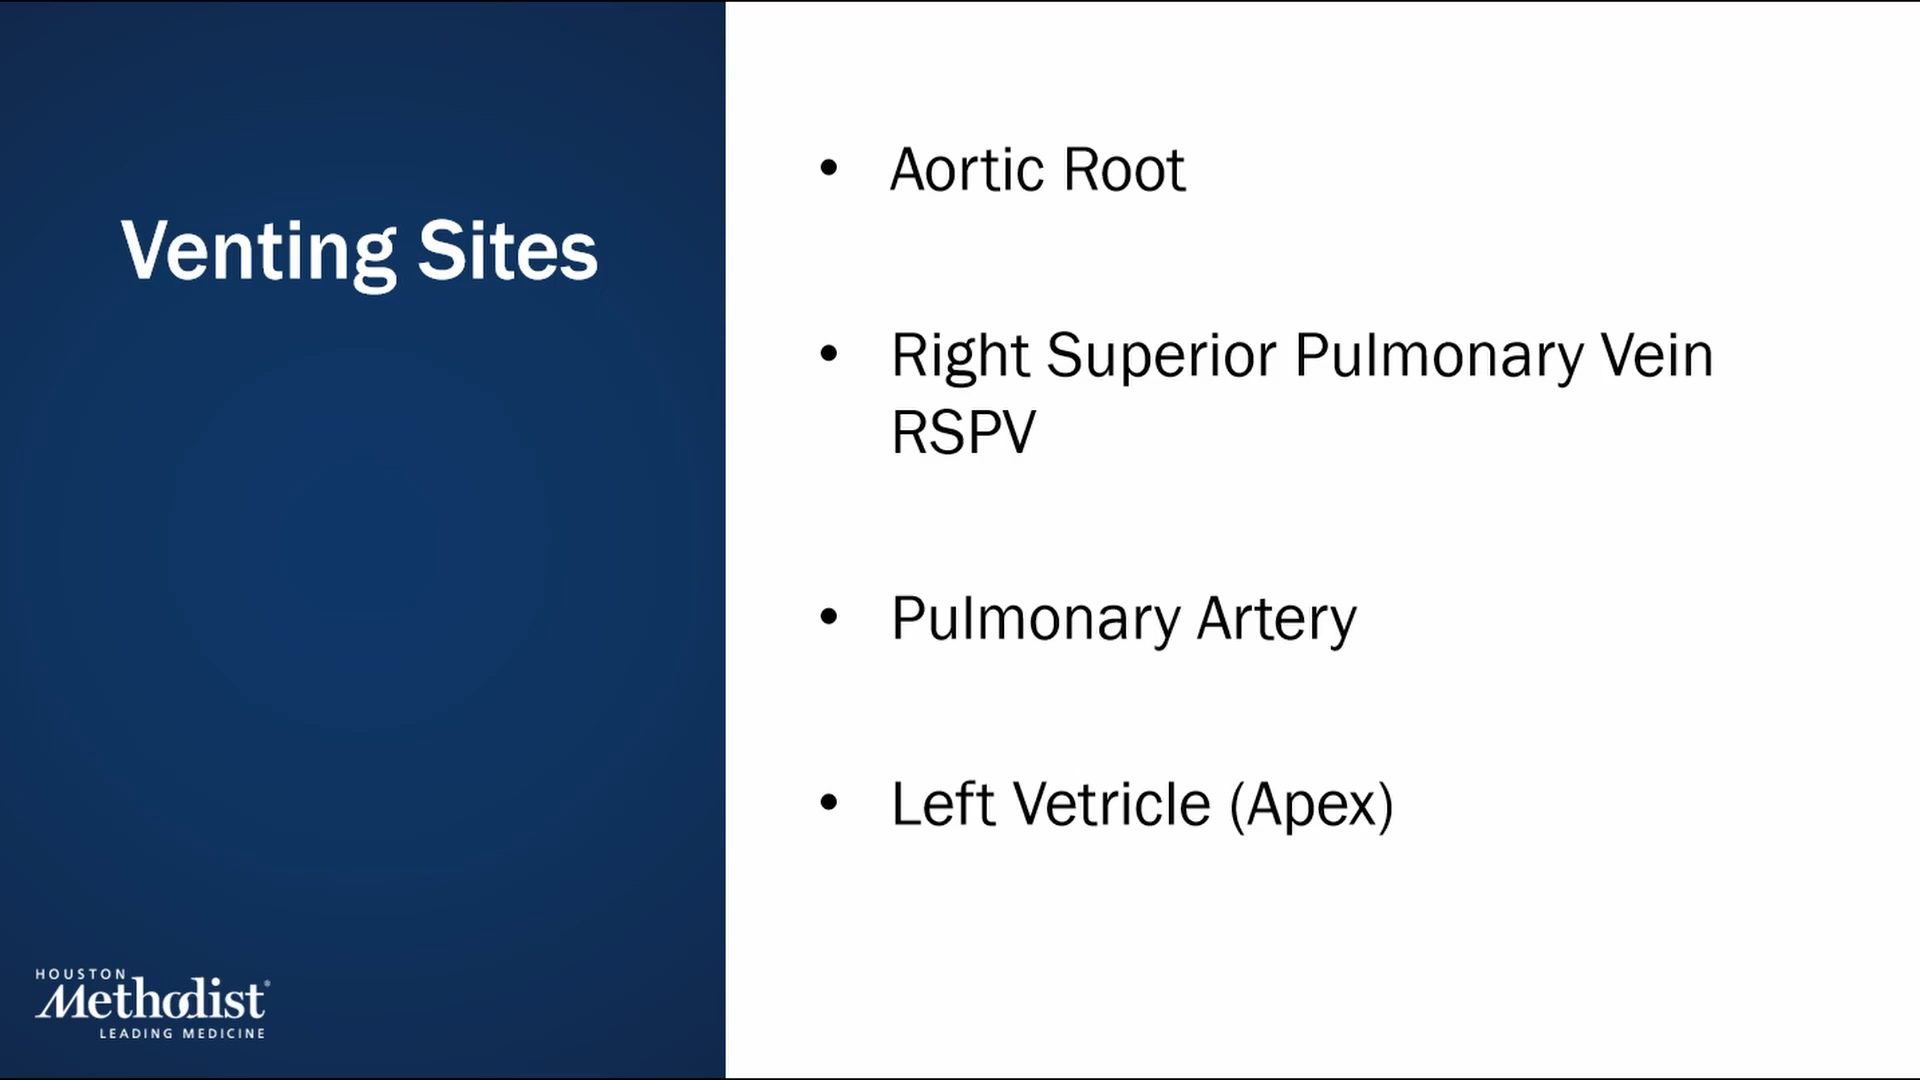 Venting Sites
• Aortic Root
• Right Superior Pulmonary Vein
RSPV
• Pulmonary Artery
• Left Vetricle (Apex)
HOUSTON
Methodist®
LEADING MEDICINE